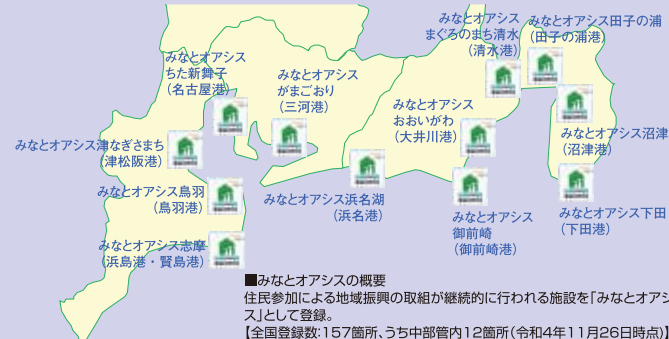 みなとオアシス
まぐろのまち清水
(清水港)
みなとオアシス田子の浦
(田子の浦港)
みなとオアシス
ちた新舞子
(名古屋港)
みなとオアシス
がまごおり
(三河港)
みなとオアシス
おおいがわ
(大井川港)
みなとオアシス沼津
(沼津港)
みなとオアシス津なぎさまち
(津松阪港)
みなとオアシス鳥羽
(鳥羽港)
みなとオアシス浜名湖
(浜名港)
みなとオアシス
御前崎
(御前崎港)
みなとオアシス下田
(下田港)
みなとオアシス志摩
(浜島港・賢島港)
■みなとオアシスの概要
住民参加による地域振興の取組が継続的に行われる施設を「みなとオアシ
ス」として登録。
【全国登録数:157箇所、うち中部管内12箇所(令和4年11月26日時点)】